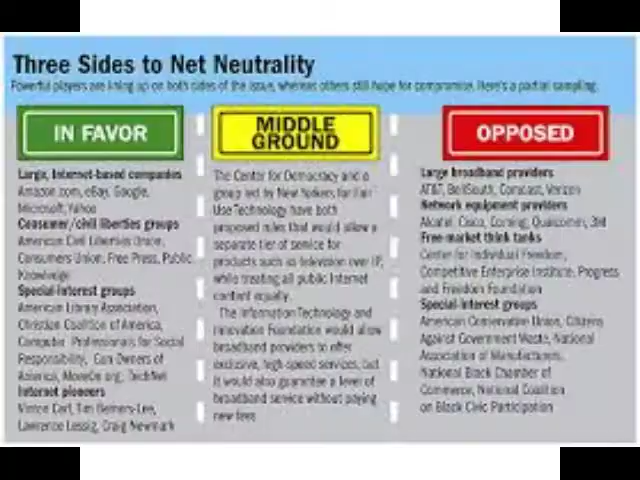 Three Sides to Net Neutrality
Powerful players are lining up on both sides of the issue, whereas others still hope for compromise. Here's a partial sampling.
IN FAVOR
Large, Internet-based companies
Amazon.com, eBay, Google,
Microsoft, Yahoo
Consumer/civil liberties groups
American Civil Liberties Union,
Consumers Union, Free Press, Public
Knowledge
Special-interest groups
American Library Association,
Christian Coalition of America,
Computer Professionals for Social
Responsibility, Gun Owners of
America, MoveOn.org, TechNet
Internet pioneers
Vinton Cerf, Tim Berners-Lee,
Lawrence Lessig, Craig Newmark
MIDDLE
GROUND
The Center for Democracy and a
group led by New Yorkers for Fair
Use Technology have both
proposed rules that would allow a
separate tier of service for
products such as television over IP,
while treating all public Internet
content equally.
The Information Technology and
Innovation Foundation would allow
broadband providers to offer
exclusive, high-speed services, but
it would also guarantee a level of
broadband service without paying
new fees
OPPOSED
Large broadband providers
AT&T, BellSouth, Comcast, Verizon
Network equipment providers
Alcatel, Cisco, Corning, Qualcomm, 3M
Free-market think tanks
Center for Individual Freedom,
Competitive Enterprise Institute, Progress
and Freedom Foundation
Special-interest groups
American Conservative Union, Citizens
Against Government Waste, National
Association of Manufacturers,
National Black Chamber of
Commerce, National Coalition
on Black Civic Participation